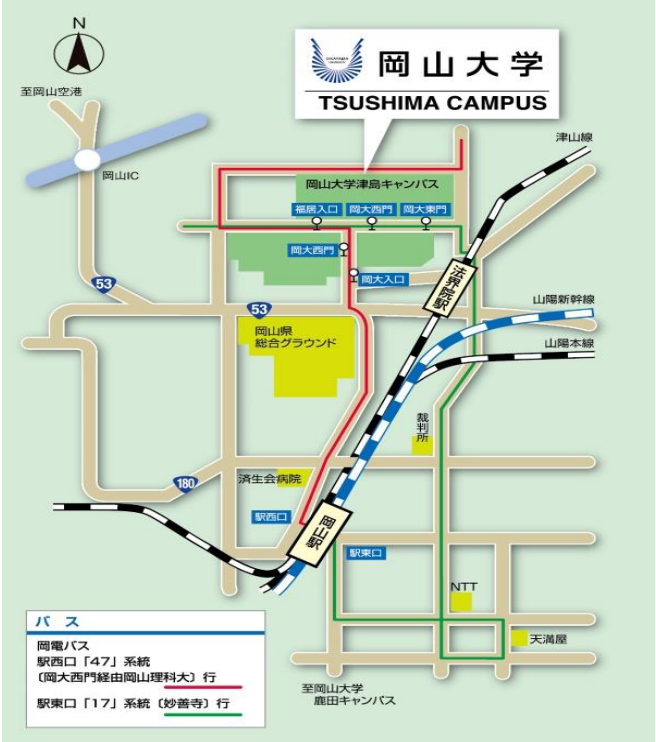 N
OKAYAMA
UNIVERSITY
岡山大学
TSUSHIMA CAMPUS
至岡山空港
岡山IC
津山線
岡山大学津島キャンパス
福居入口
岡大西門
岡大東門
岡大西門
岡大入口
法界院駅
53
53
山陽新幹線
岡山県
総合グラウンド
山陽本線
裁判所
180
済生会病院
駅西口
岡山駅
駅東口
NTT
天満屋
至岡山大学
鹿田キャンパス
バス
岡電バス
駅西口「47」系統
〔岡大西門経由岡山理科大〕行
駅東口「17」系統〔妙善寺〕行